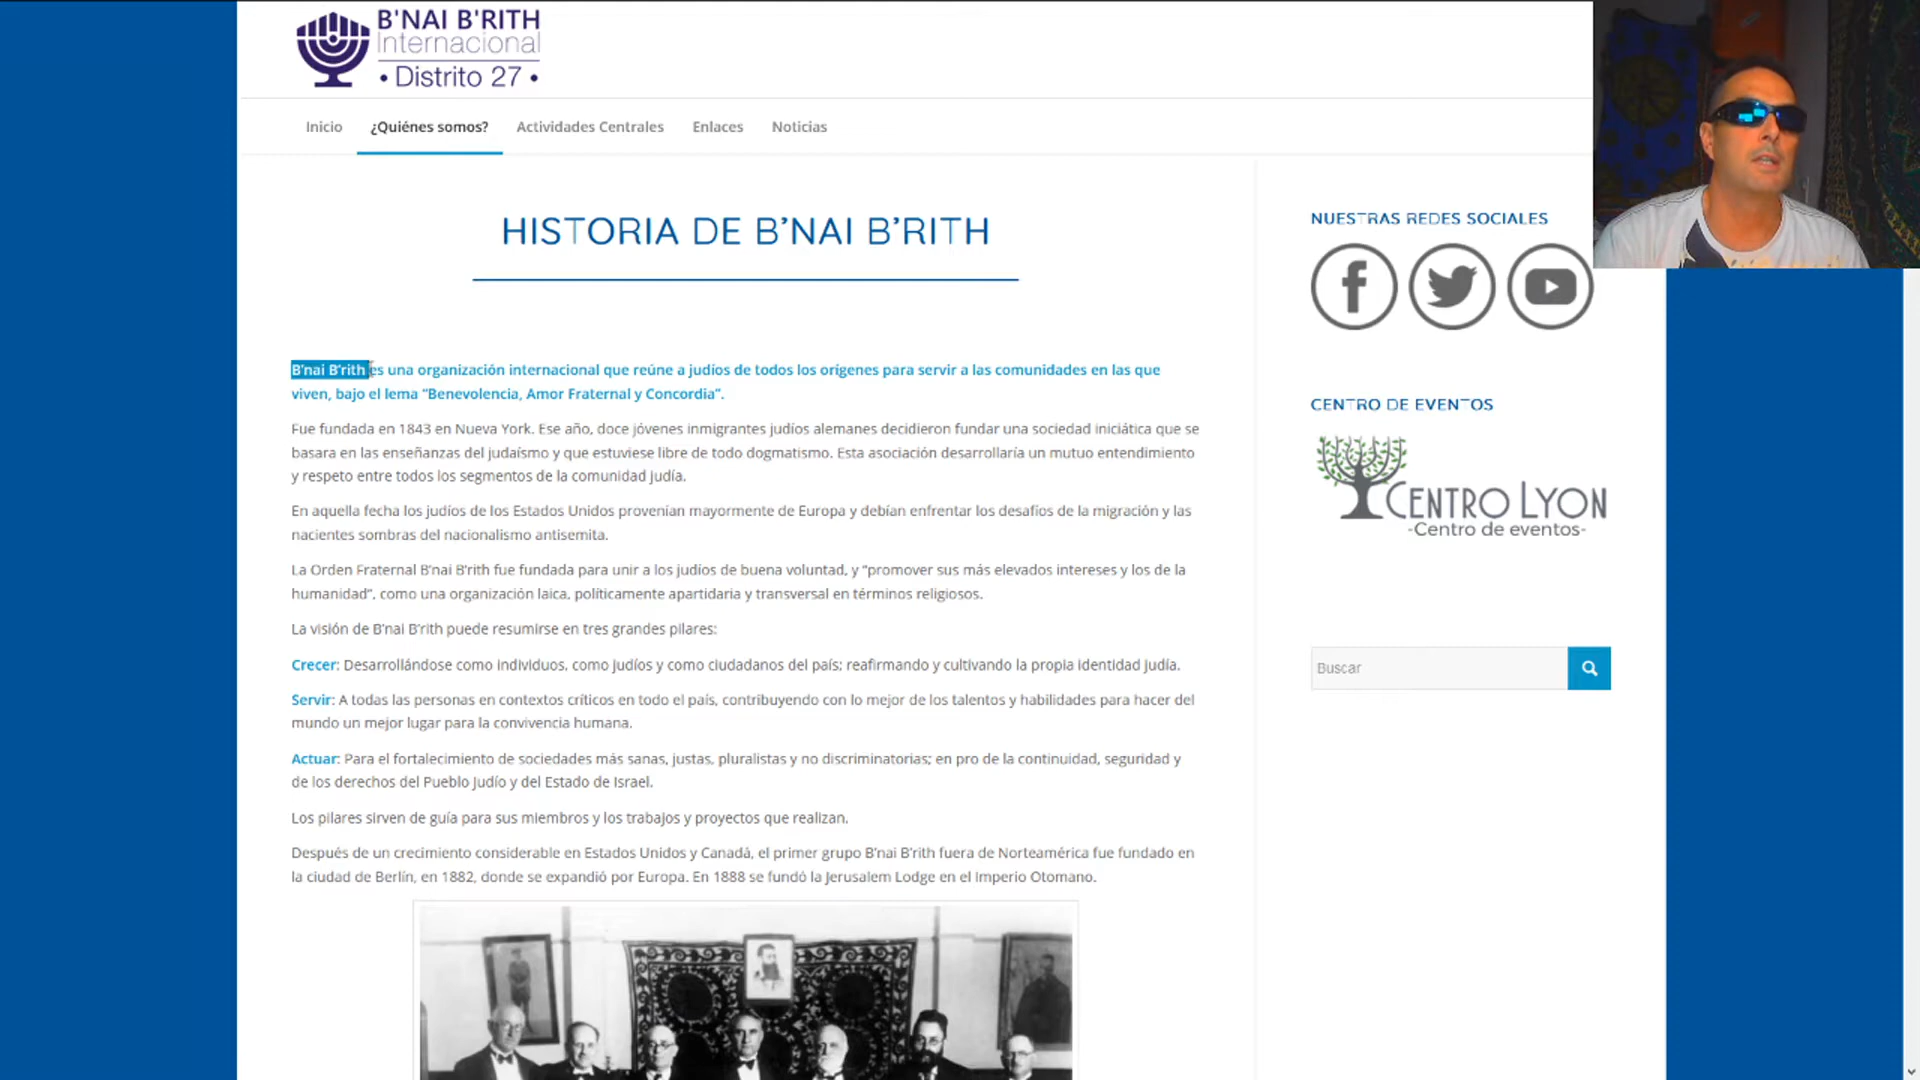 B'NAI B'RITH
Internacional
• Distrito 27 •
Inicio
¿Quiénes somos?
Actividades Centrales
Enlaces
Noticias
HISTORIA DE B'NAI B'RITH
B'nai B'rith es una organización internacional que reúne a judíos de todos los orígenes para servir a las comunidades en las que
viven, bajo el lema “Benevolencia, Amor Fraternal y Concordia”.
Fue fundada en 1843 en Nueva York. Ese año, doce jóvenes inmigrantes judíos alemanes decidieron fundar una sociedad iniciática que se
basara en las enseñanzas del judaísmo y que estuviese libre de todo dogmatismo. Esta asociación desarrollaría un mutuo entendimiento
y respeto entre todos los segmentos de la comunidad judía.
En aquella fecha los judíos de los Estados Unidos provenían mayormente de Europa y debían enfrentar los desafíos de la migración y las
nacientes sombras del nacionalismo antisemita.
La Orden Fraternal B'nai B'rith fue fundada para unir a los judíos de buena voluntad, y “promover sus más elevados intereses y los de la
humanidad”, como una organización laica, políticamente apartidaria y transversal en términos religiosos.
La visión de B'nai B'rith puede resumirse en tres grandes pilares:
Crecer: Desarrollándose como individuos, como judíos y como ciudadanos del país; reafirmando y cultivando la propia identidad judía.
Servir: A todas las personas en contextos críticos en todo el país, contribuyendo con lo mejor de los talentos y habilidades para hacer del
mundo un mejor lugar para la convivencia humana.
Actuar: Para el fortalecimiento de sociedades más sanas, justas, pluralistas y no discriminatorias; en pro de la continuidad, seguridad y
de los derechos del Pueblo Judío y del Estado de Israel.
Los pilares sirven de guía para sus miembros y los trabajos y proyectos que realizan.
Después de un crecimiento considerable en Estados Unidos y Canadá, el primer grupo B'nai B'rith fuera de Norteamérica fue fundado en
la ciudad de Berlín, en 1882, donde se expandió por Europa. En 1888 se fundó la Jerusalem Lodge en el Imperio Otomano.
NUESTRAS REDES SOCIALES
CENTRO DE EVENTOS
CENTRO LYON
-Centro de eventos-
Buscar